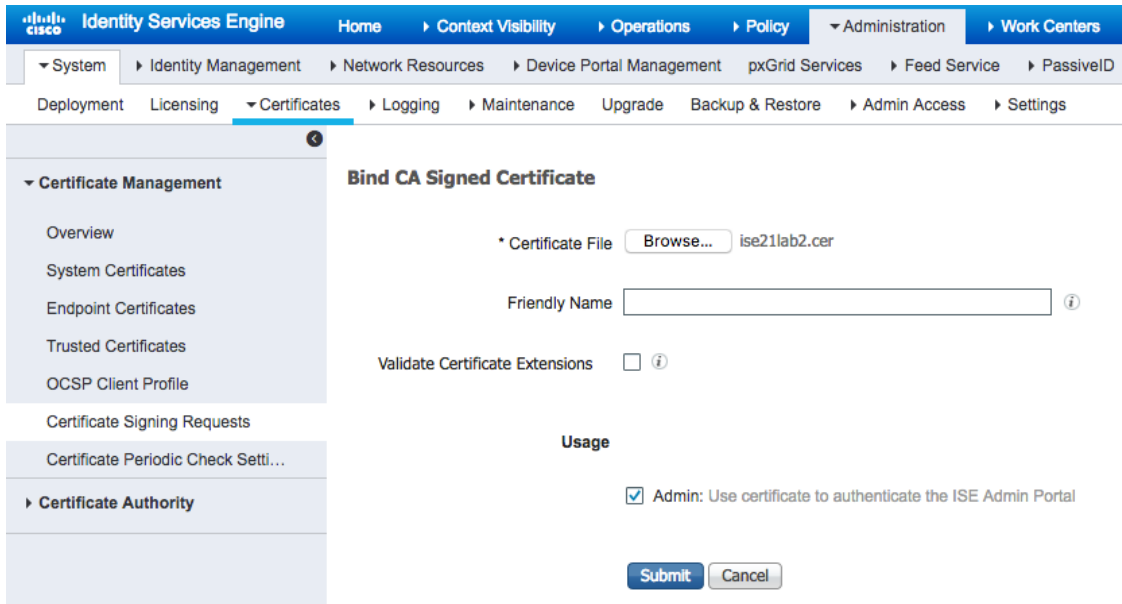 cisco Identity Services Engine Home Context Visibility Operations Policy Administration Work Centers
System Identity Management Network Resources Device Portal Management pxGrid Services Feed Service PassiveID
Deployment Licensing Certificates Logging Maintenance Upgrade Backup & Restore Admin Access Settings
Certificate Management
Overview
System Certificates
Endpoint Certificates
Trusted Certificates
OCSP Client Profile
Certificate Signing Requests
Certificate Periodic Check Setti...
Certificate Authority
Bind CA Signed Certificate
* Certificate File Browse... ise21lab2.cer
Friendly Name i
Validate Certificate Extensions i
Usage
Admin: Use certificate to authenticate the ISE Admin Portal
Submit Cancel